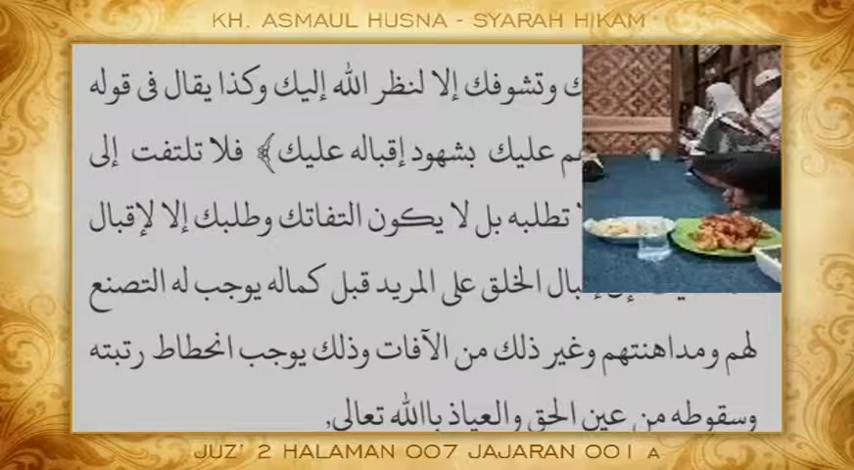 KH. ASMAUL HUSNA - SYARAH HIKAM
وتشوفك إلا لنظر الله إليك وكذا يقال فى قوله
عليك بشهود إقباله عليك﴾ فلا تلتفت إلى
تطلبه بل لا يكون التفاتك وطلبك إلا لإقبال
الخلق على المريد قبل كماله يوجب له التصنع
لهم ومداهنتهم وغير ذلك من الآفات وذلك يوجب انحطاط رتبته
وسقوطه من عين الحق والعياذ باالله تعالى,
JUZ' 2 HALAMAN 007 JAJARAN 001 A